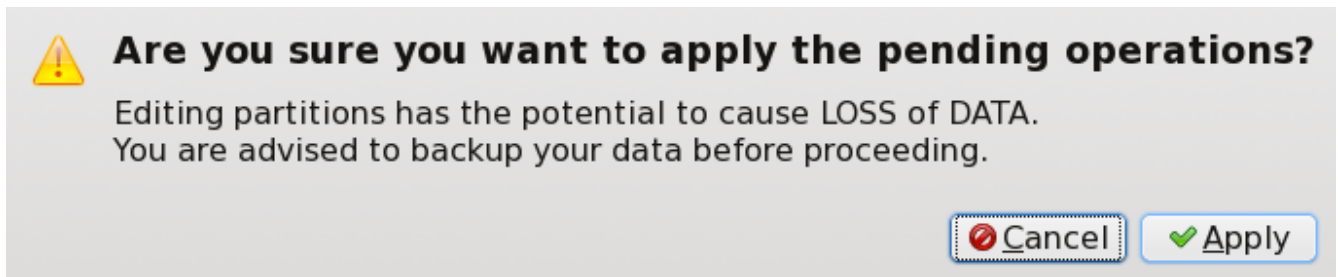 Are you sure you want to apply the pending operations?
Editing partitions has the potential to cause LOSS of DATA.
You are advised to backup your data before proceeding.
Cancel
Apply